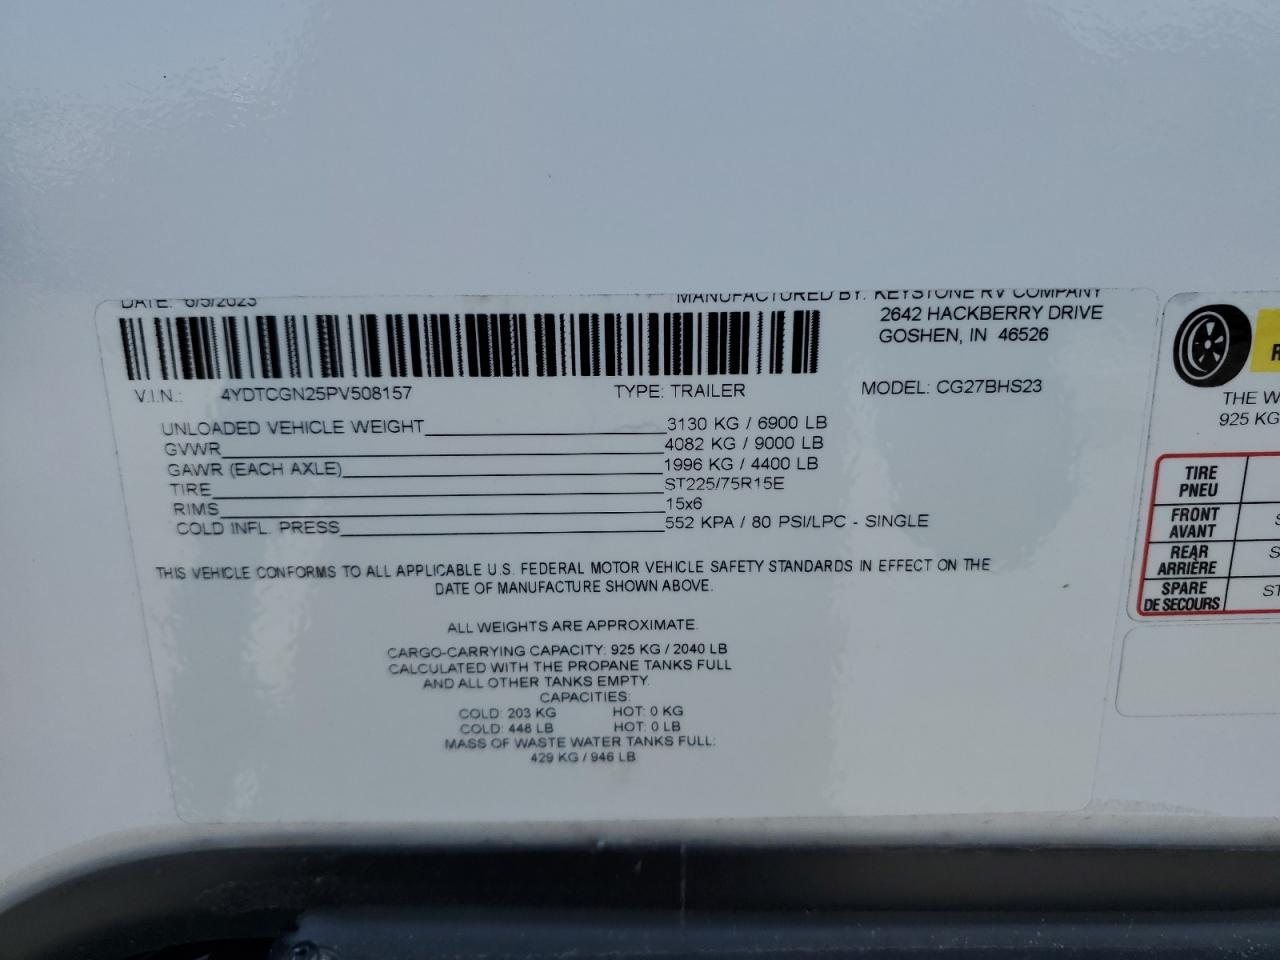 DATE: 6/5/2023
MANUFACTURED BY: KEYSTONE RV COMPANY
2642 HACKBERRY DRIVE
GOSHEN, IN 46526
V.I.N.: 4YDTCGN25PV508157 TYPE: TRAILER MODEL: CG27BHS23
UNLOADED VEHICLE WEIGHT 3130 KG / 6900 LB
GVWR 4082 KG / 9000 LB
GAWR (EACH AXLE) 1996 KG / 4400 LB
TIRE ST225/75R15E
RIMS 15x6
COLD INFL. PRESS 552 KPA / 80 PSI/LPC - SINGLE
THIS VEHICLE CONFORMS TO ALL APPLICABLE U.S. FEDERAL MOTOR VEHICLE SAFETY STANDARDS IN EFFECT ON THE
DATE OF MANUFACTURE SHOWN ABOVE.
ALL WEIGHTS ARE APPROXIMATE.
CARGO-CARRYING CAPACITY: 925 KG / 2040 LB
CALCULATED WITH THE PROPANE TANKS FULL
AND ALL OTHER TANKS EMPTY.
CAPACITIES:
COLD: 203 KG HOT: 0 KG
COLD: 448 LB HOT: 0 LB
MASS OF WASTE WATER TANKS FULL:
429 KG / 946 LB
THE W
925 KG
TIRE
PNEU
FRONT
AVANT
REAR
ARRIÈRE
SPARE
DE SECOURS
ST